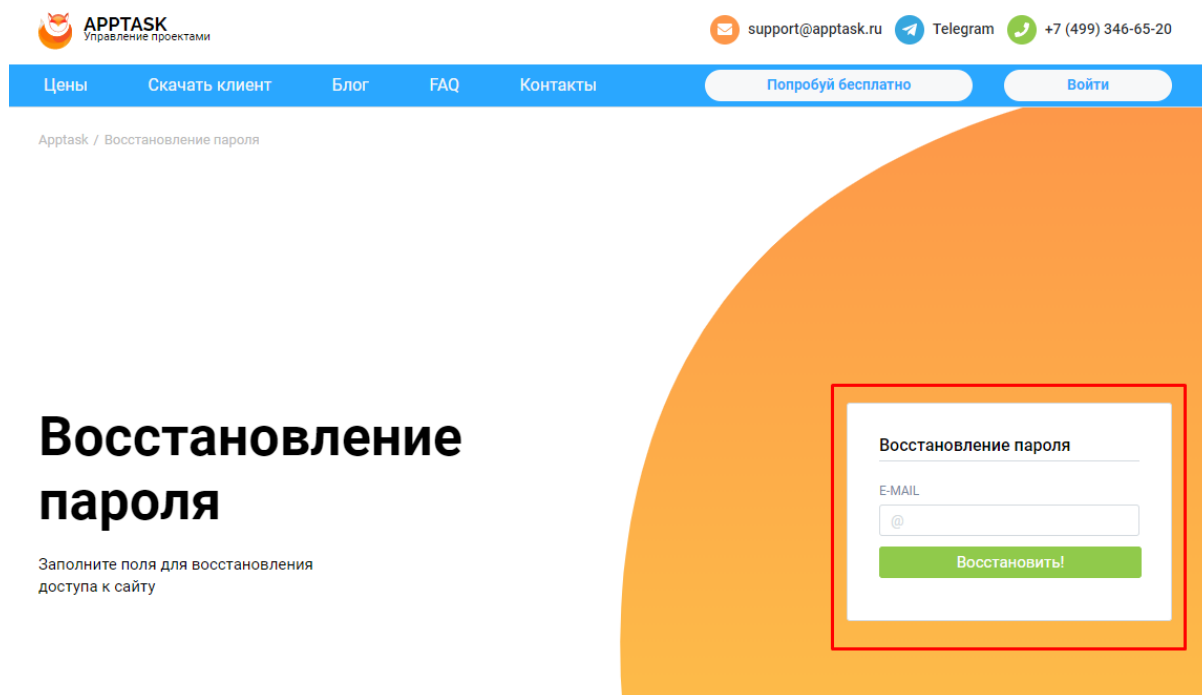 APPTASK
Управление проектами
support@apptask.ru
Telegram
+7 (499) 346-65-20
Цены
Скачать клиент
Блог
FAQ
Контакты
Попробуй бесплатно
Войти
Apptask / Восстановление пароля
Восстановление
пароля
Заполните поля для восстановления
доступа к сайту
Восстановление пароля
E-MAIL
@
Восстановить!